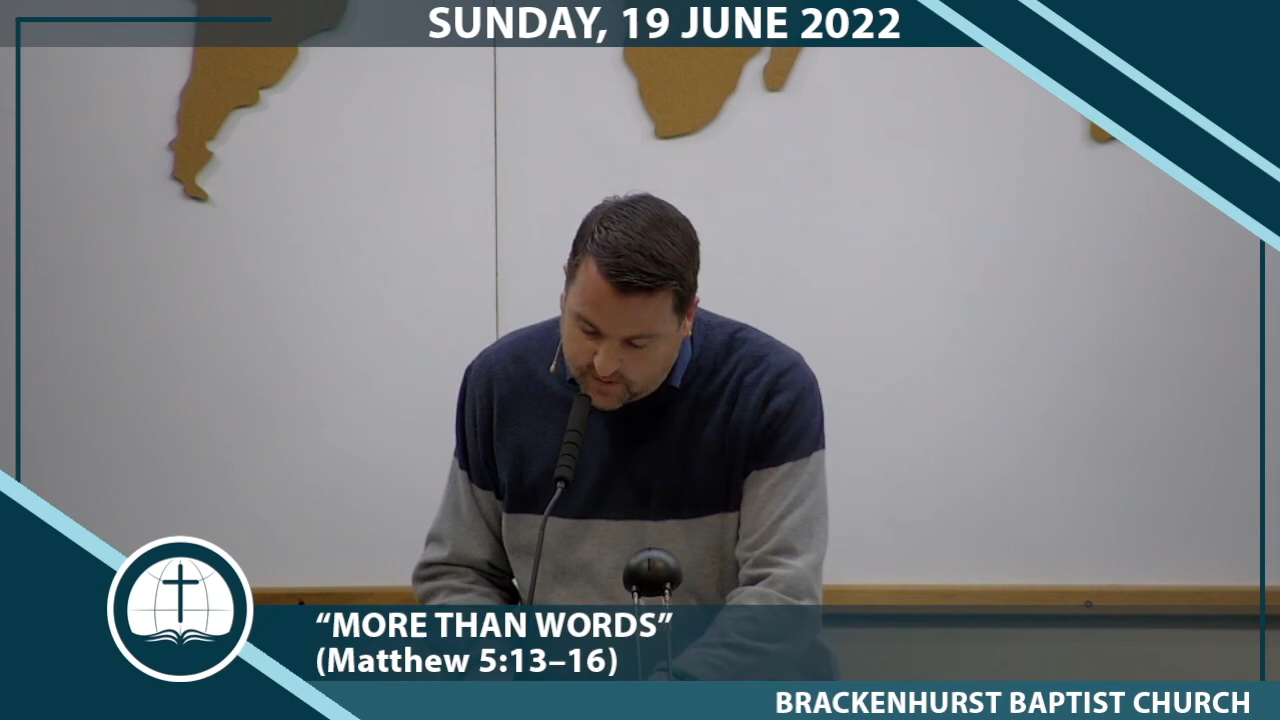 SUNDAY, 19 JUNE 2022
“MORE THAN WORDS”
(Matthew 5:13–16)
BRACKENHURST BAPTIST CHURCH